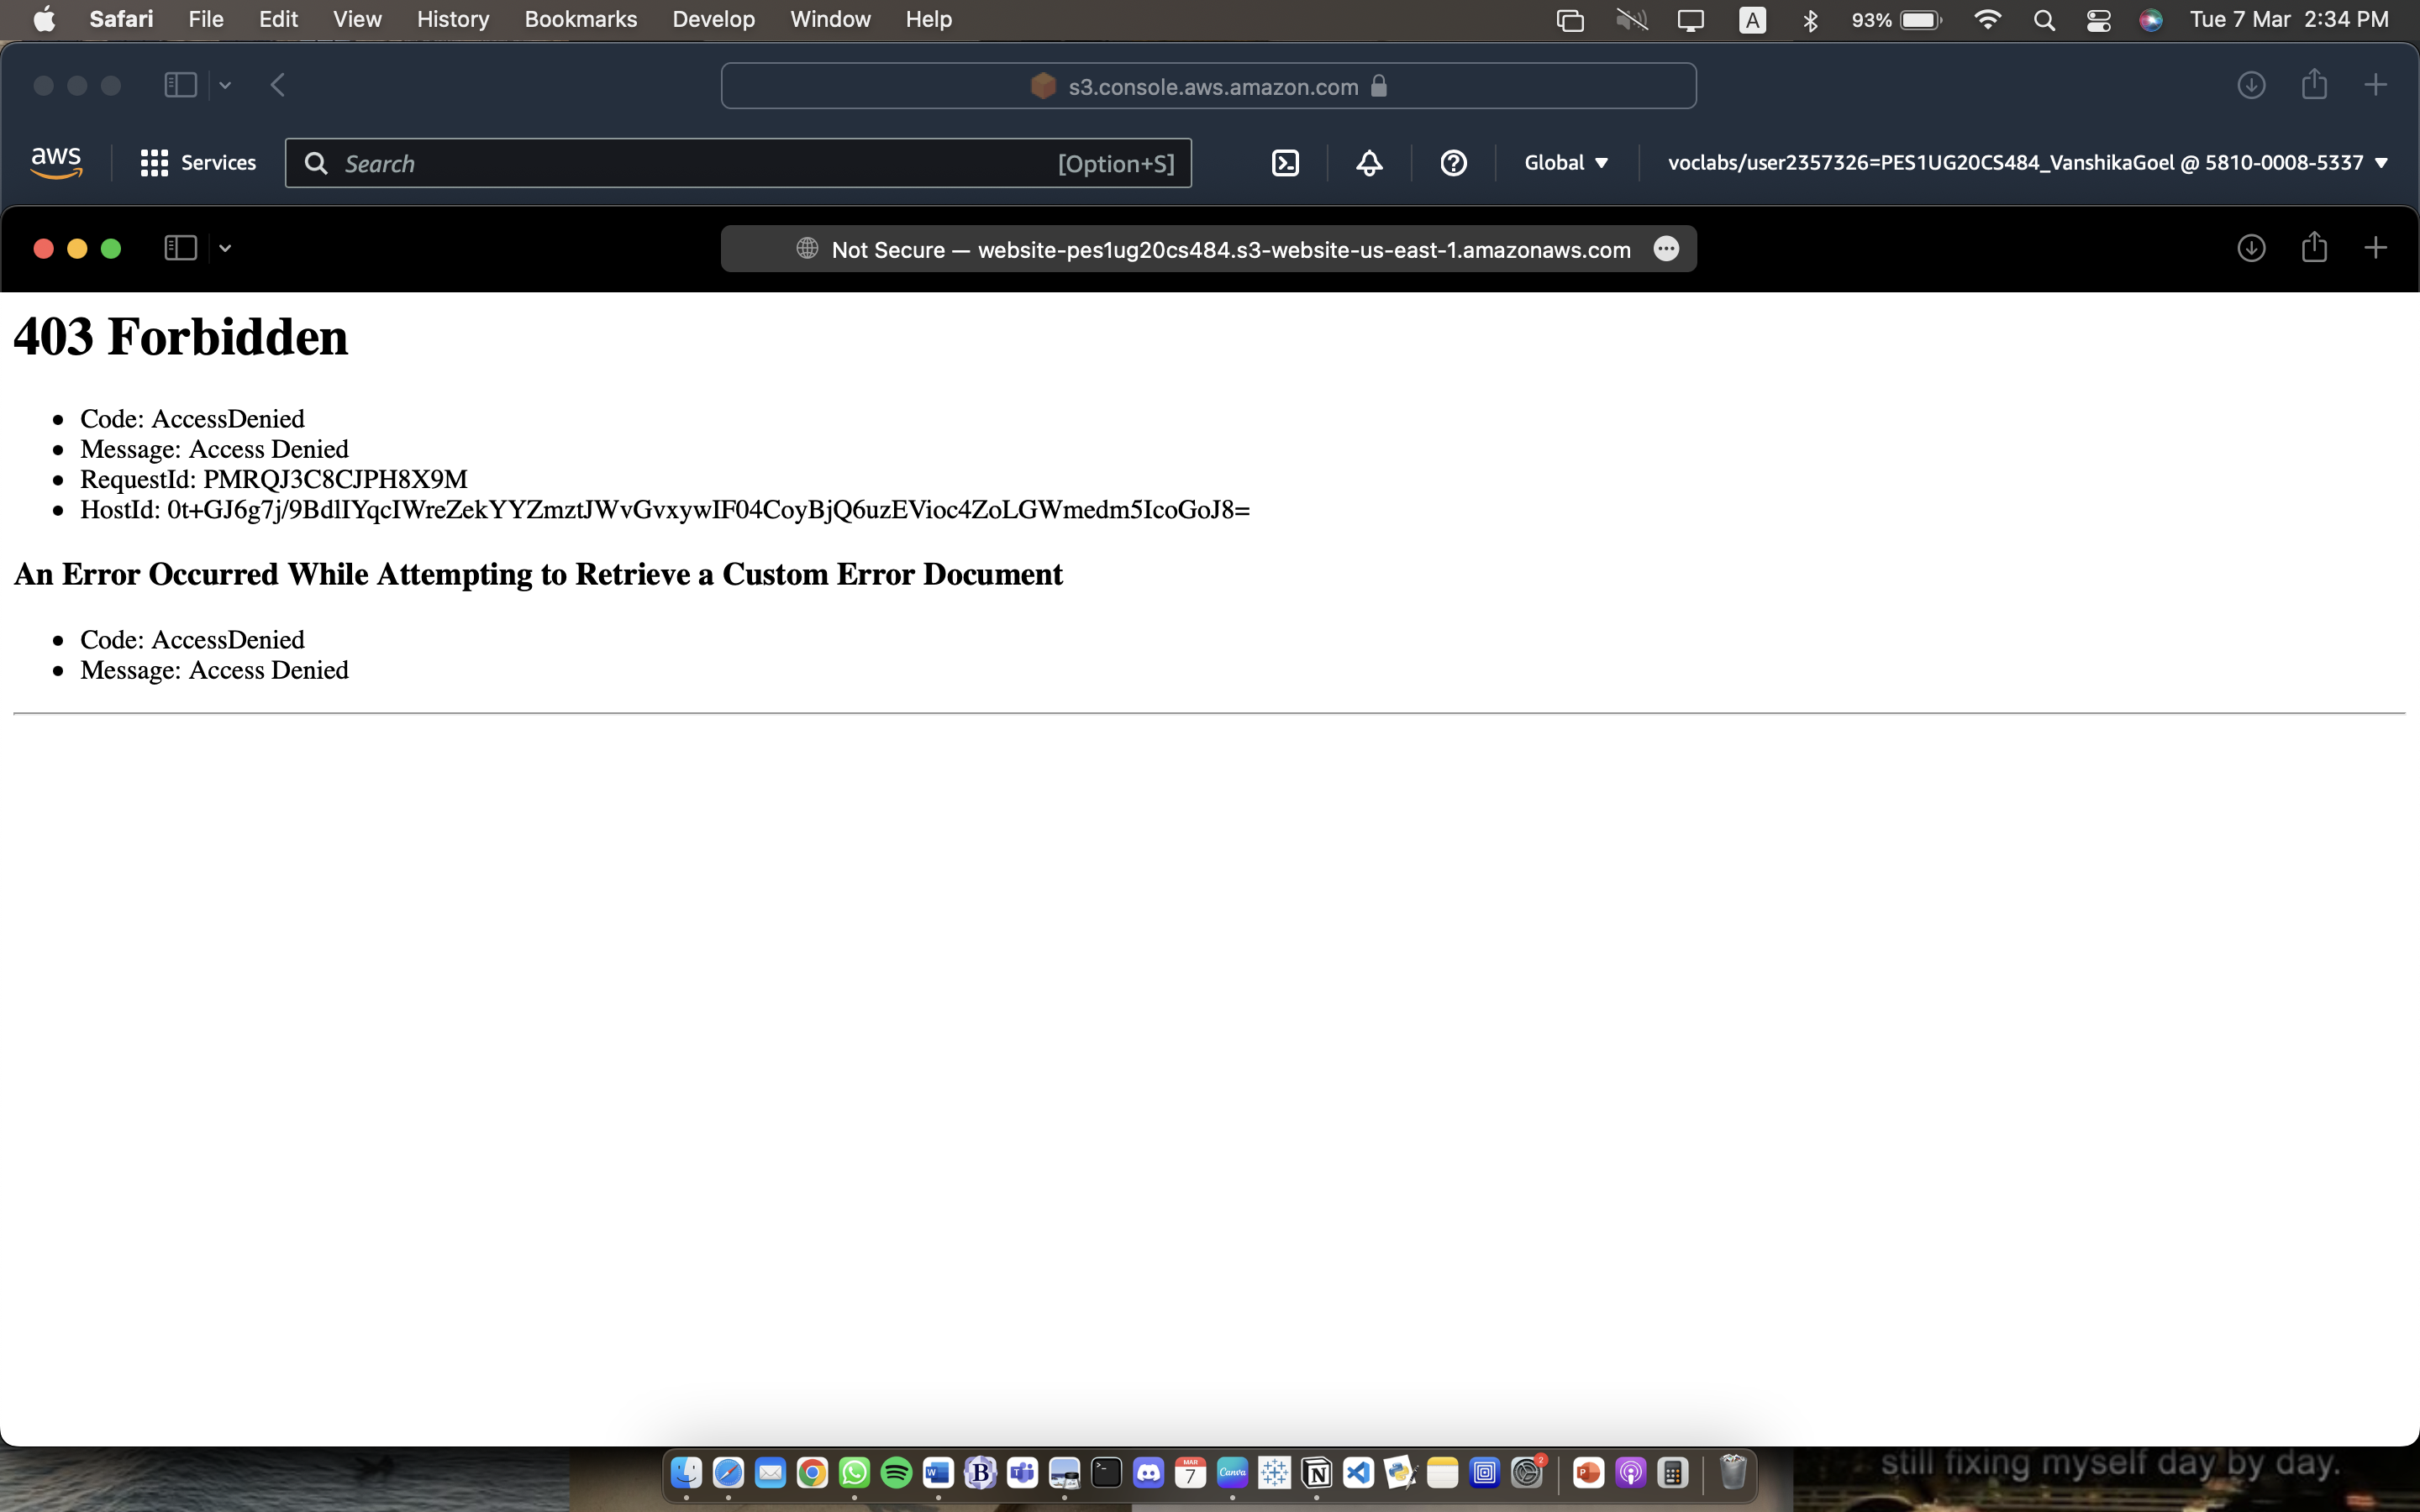 Safari File Edit View History Bookmarks Develop Window Help A 93% Tue 7 Mar 2:34 PM
s3.console.aws.amazon.com
aws Services Search [Option+S] Global voclabs/user2357326=PES1UG20CS484_VanshikaGoel @ 5810-0008-5337
Not Secure — website-pes1ug20cs484.s3-website-us-east-1.amazonaws.com
403 Forbidden
• Code: AccessDenied
• Message: Access Denied
• RequestId: PMRQJ3C8CJPH8X9M
• HostId: 0t+GJ6g7j/9BdlIYqcIWreZekYYZmztJWvGvxywIF04CoyBjQ6uzEVioc4ZoLGWmedm5IcoGoJ8=
An Error Occurred While Attempting to Retrieve a Custom Error Document
• Code: AccessDenied
• Message: Access Denied
still fixing myself day by day.
W B T MAR 7 Canva N 2 P